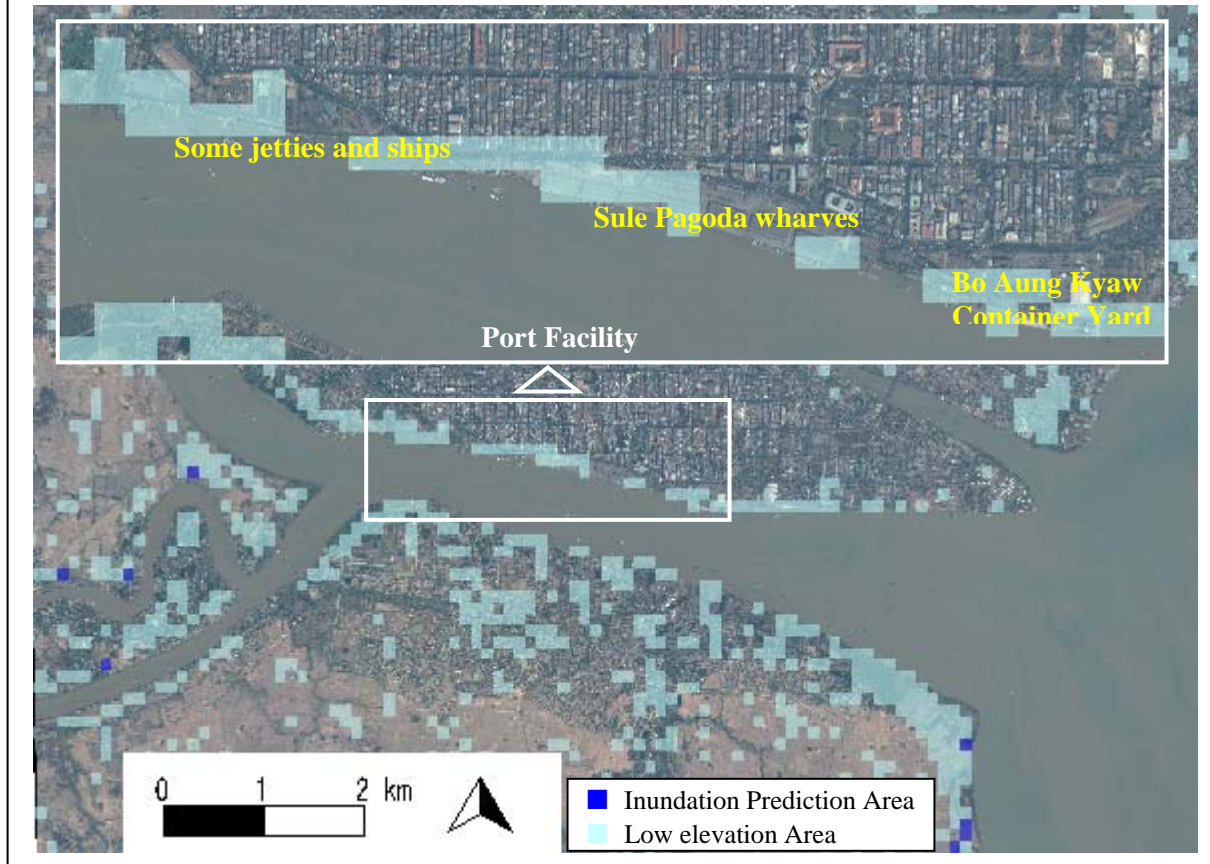 Some jetties and ships
Sule Pagoda wharves
Bo Aung Kyaw
Container Yard
Port Facility
0 1 2 km
Inundation Prediction Area
Low elevation Area